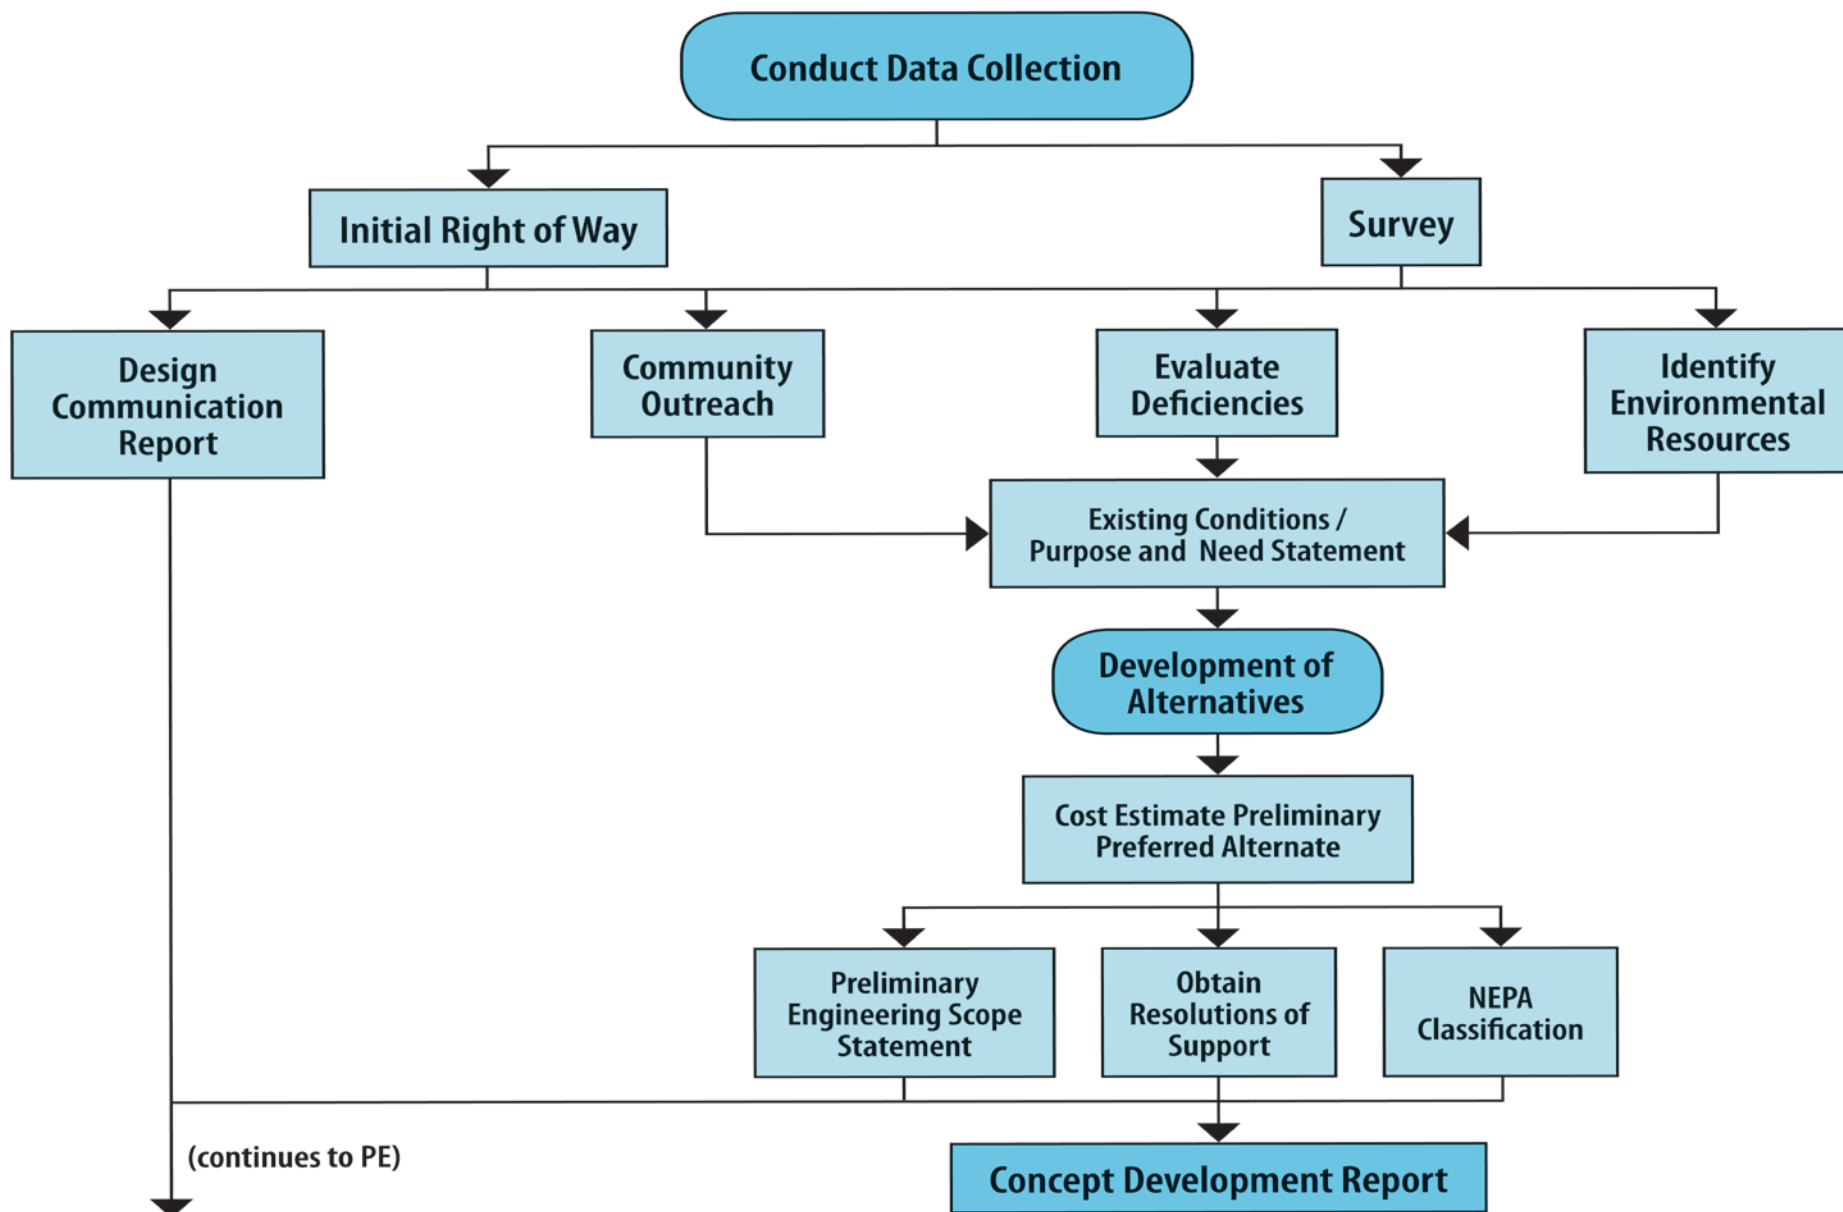 Conduct Data Collection
Initial Right of Way
Survey
Design
Communication
Report
Community
Outreach
Evaluate
Deficiencies
Identify
Environmental
Resources
Existing Conditions /
Purpose and Need Statement
Development of
Alternatives
Cost Estimate Preliminary
Preferred Alternate
Preliminary
Engineering Scope
Statement
Obtain
Resolutions of
Support
NEPA
Classification
(continues to PE)
Concept Development Report